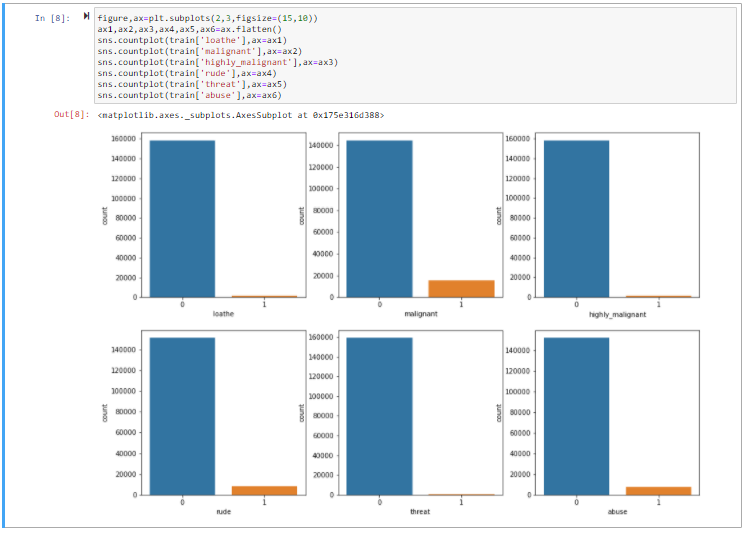 In [8]:
figure,ax=plt.subplots(2,3,figsize=(15,10))
ax1,ax2,ax3,ax4,ax5,ax6=ax.flatten()
sns.countplot(train['loathe'],ax=ax1)
sns.countplot(train['malignant'],ax=ax2)
sns.countplot(train['highly_malignant'],ax=ax3)
sns.countplot(train['rude'],ax=ax4)
sns.countplot(train['threat'],ax=ax5)
sns.countplot(train['abuse'],ax=ax6)
Out[8]: <matplotlib.axes._subplots.AxesSubplot at 0x175e316d388>
160000
140000
120000
100000
80000
60000
40000
20000
0
count
0 1
loathe
140000
120000
100000
80000
60000
40000
20000
0
count
0 1
malignant
160000
140000
120000
100000
80000
60000
40000
20000
0
count
0 1
highly_malignant
140000
120000
100000
80000
60000
40000
20000
0
count
0 1
rude
160000
140000
120000
100000
80000
60000
40000
20000
0
count
0 1
threat
140000
120000
100000
80000
60000
40000
20000
0
count
0 1
abuse